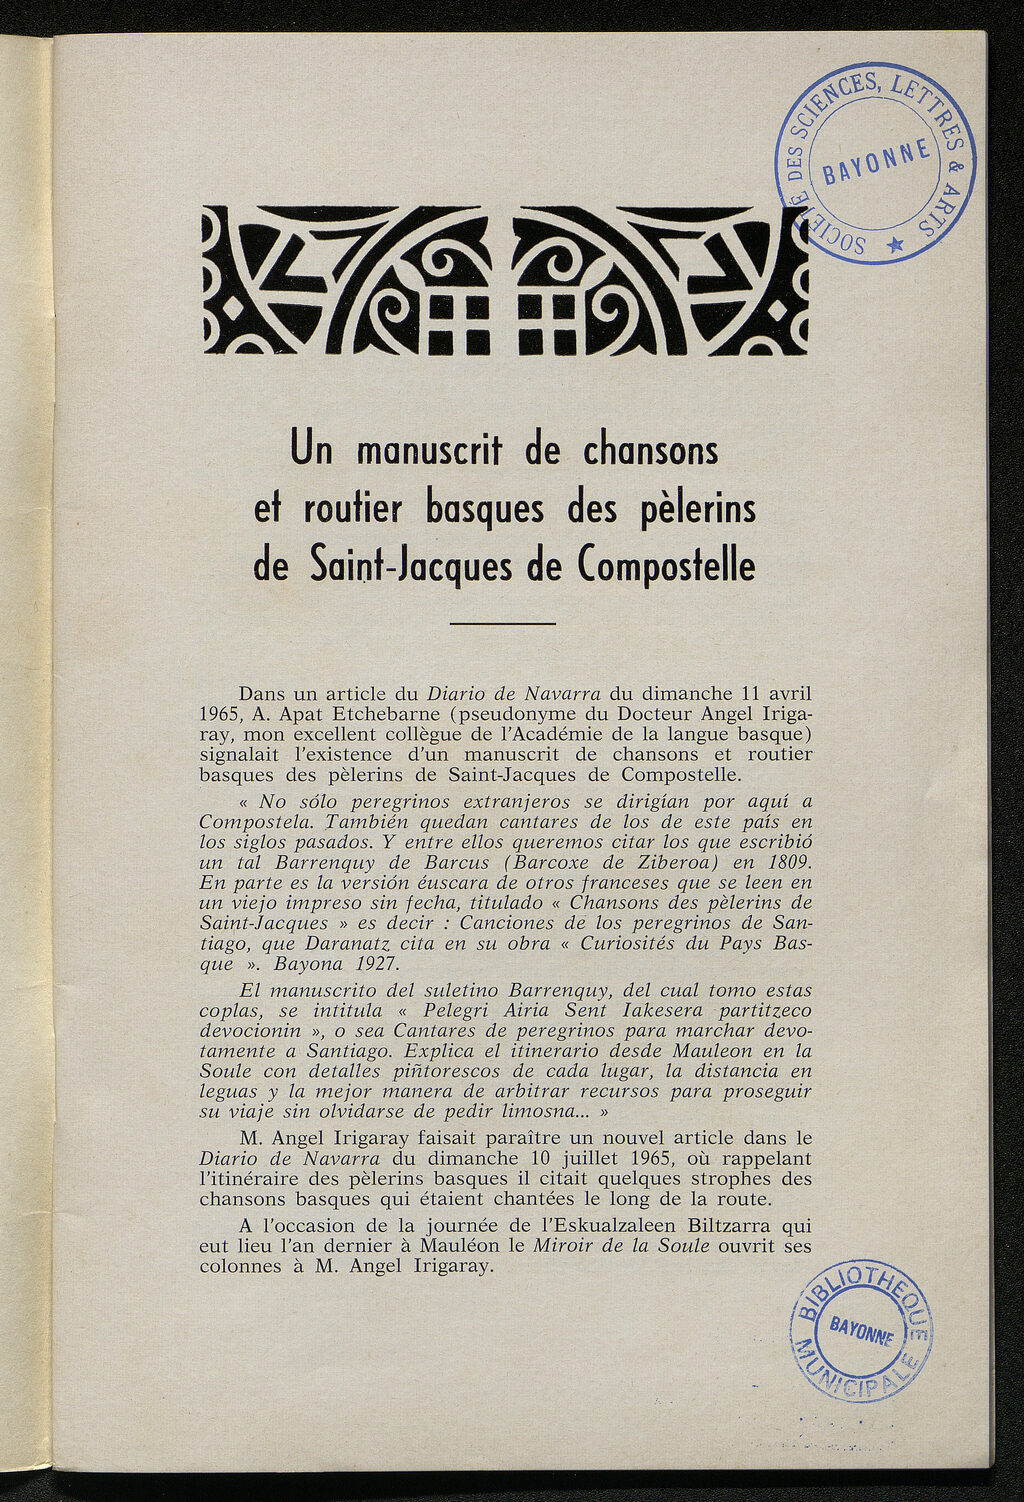 SOCIÉTÉ DES SCIENCES, LETTRES & ARTS
BAYONNE
Un manuscrit de chansons
et routier basques des pèlerins
de Saint-Jacques de Compostelle
Dans un article du Diario de Navarra du dimanche 11 avril
1965, A. Apat Etchebarne (pseudonyme du Docteur Angel Iriga-
ray, mon excellent collègue de l'Académie de la langue basque)
signalait l'existence d'un manuscrit de chansons et routier
basques des pèlerins de Saint-Jacques de Compostelle.
« No sólo peregrinos extranjeros se dirigían por aquí a
Compostela. También quedan cantares de los de este país en
los siglos pasados. Y entre ellos queremos citar los que escribió
un tal Barrenquy de Barcus (Barcoxe de Ziberoa) en 1809.
En parte es la versión éuscara de otros franceses que se leen en
un viejo impreso sin fecha, titulado « Chansons des pèlerins de
Saint-Jacques » es decir : Canciones de los peregrinos de San-
tiago, que Daranatz cita en su obra « Curiosités du Pays Bas-
que ». Bayona 1927.
El manuscrito del suletino Barrenquy, del cual tomo estas
coplas, se intitula « Pelegri Airia Sent Iakesera partitzeco
devocionin », o sea Cantares de peregrinos para marchar devo-
tamente a Santiago. Explica el itinerario desde Mauleon en la
Soule con detalles piñtorescos de cada lugar, la distancia en
leguas y la mejor manera de arbitrar recursos para proseguir
su viaje sin olvidarse de pedir limosna... »
M. Angel Irigaray faisait paraître un nouvel article dans le
Diario de Navarra du dimanche 10 juillet 1965, où rappelant
l'itinéraire des pèlerins basques il citait quelques strophes des
chansons basques qui étaient chantées le long de la route.
A l'occasion de la journée de l'Eskualzaleen Biltzarra qui
eut lieu l'an dernier à Mauléon le Miroir de la Soule ouvrit ses
colonnes à M. Angel Irigaray.
BIBLIOTHEQUE
BAYONNE
MUNICIPALE